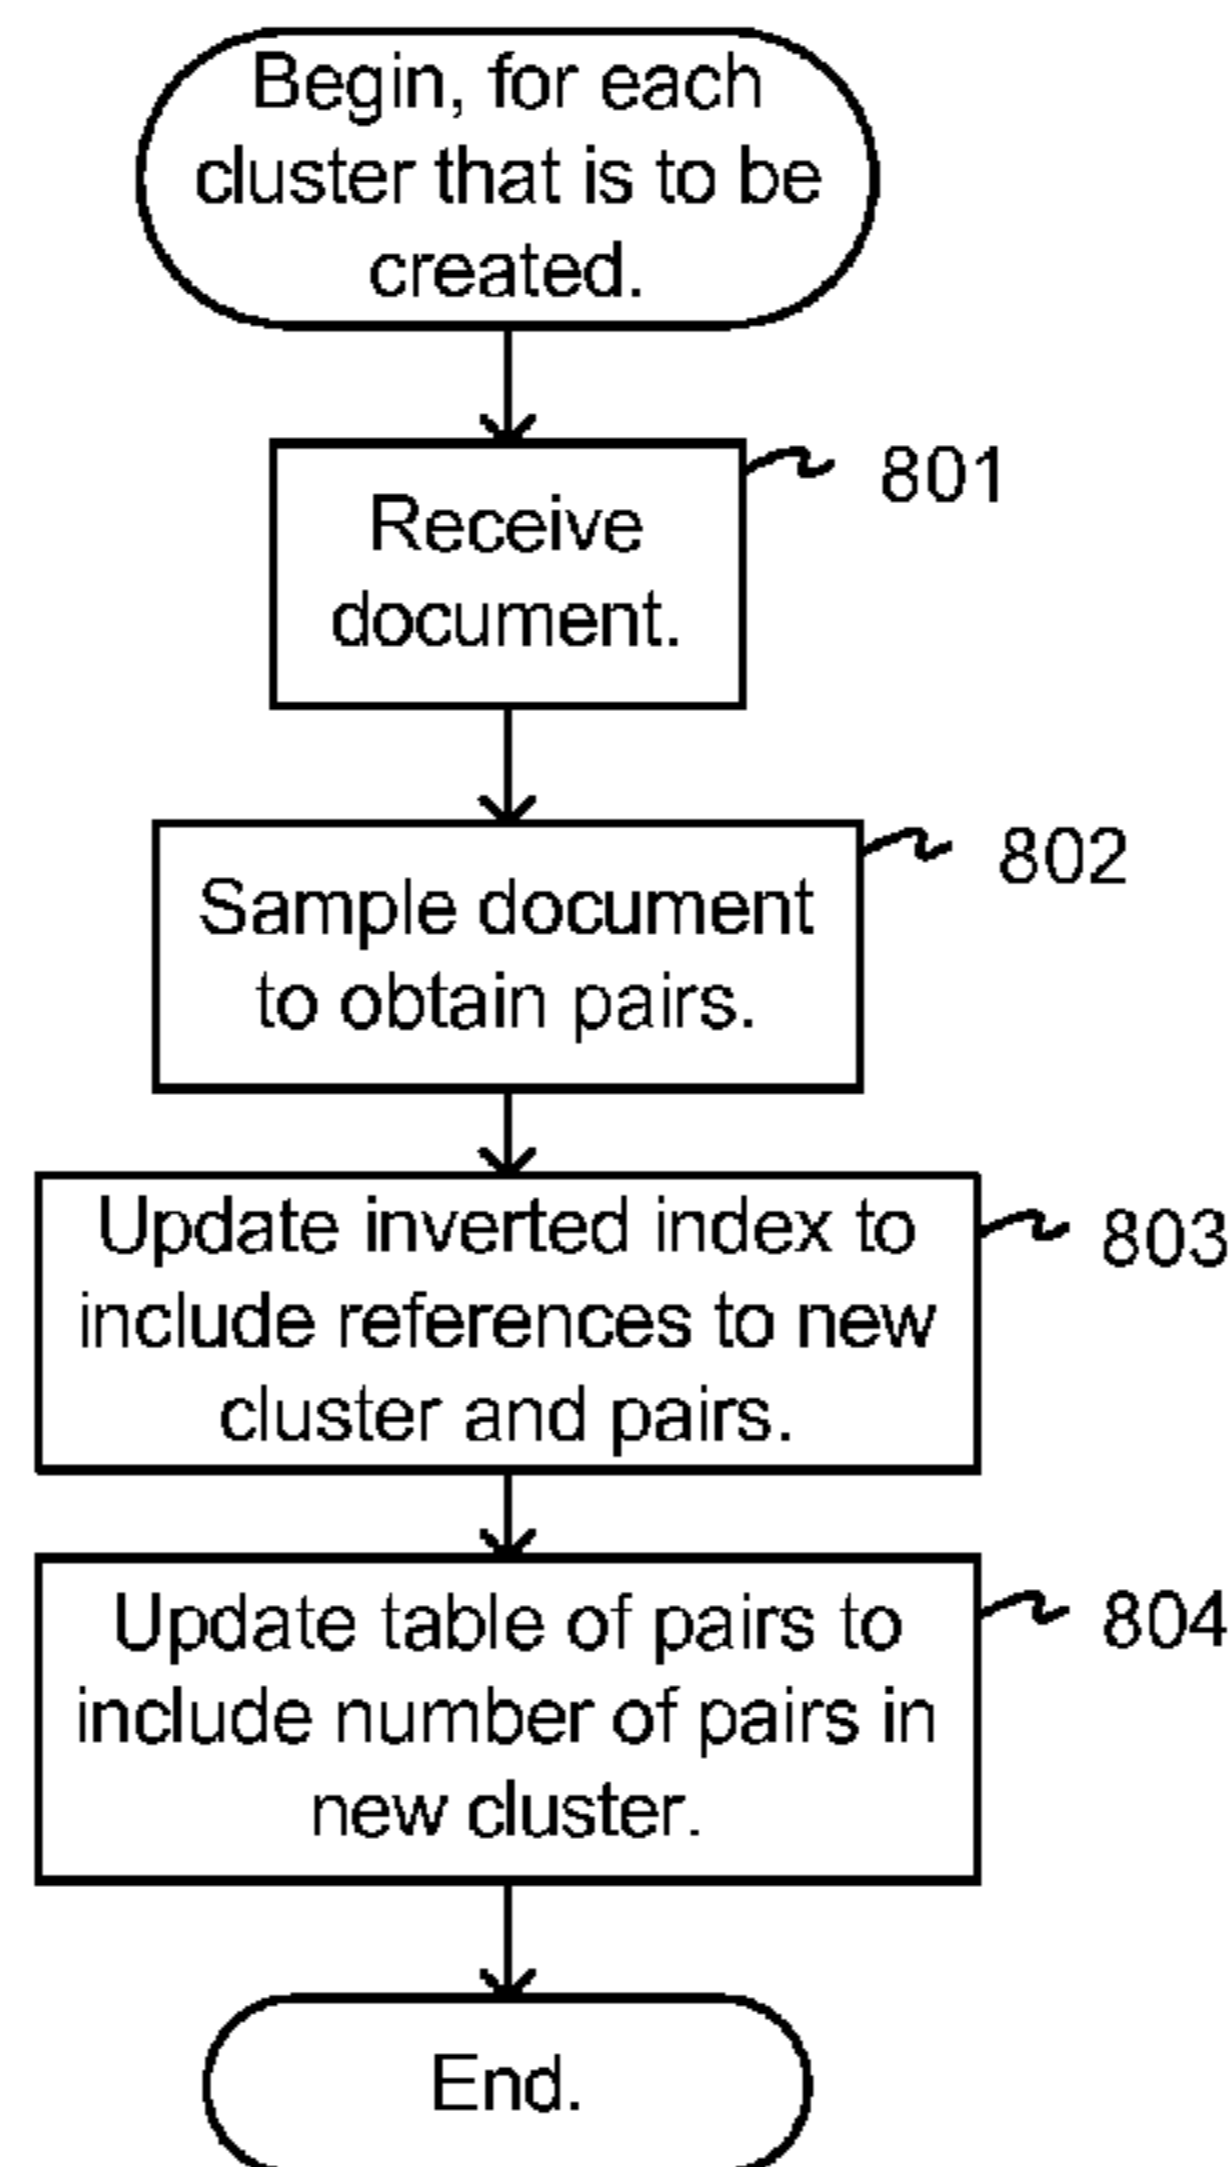 Begin, for each
cluster that is to be
created.
801
Receive
document.
802
Sample document
to obtain pairs.
803
Update inverted index to
include references to new
cluster and pairs.
804
Update table of pairs to
include number of pairs in
new cluster.
End.